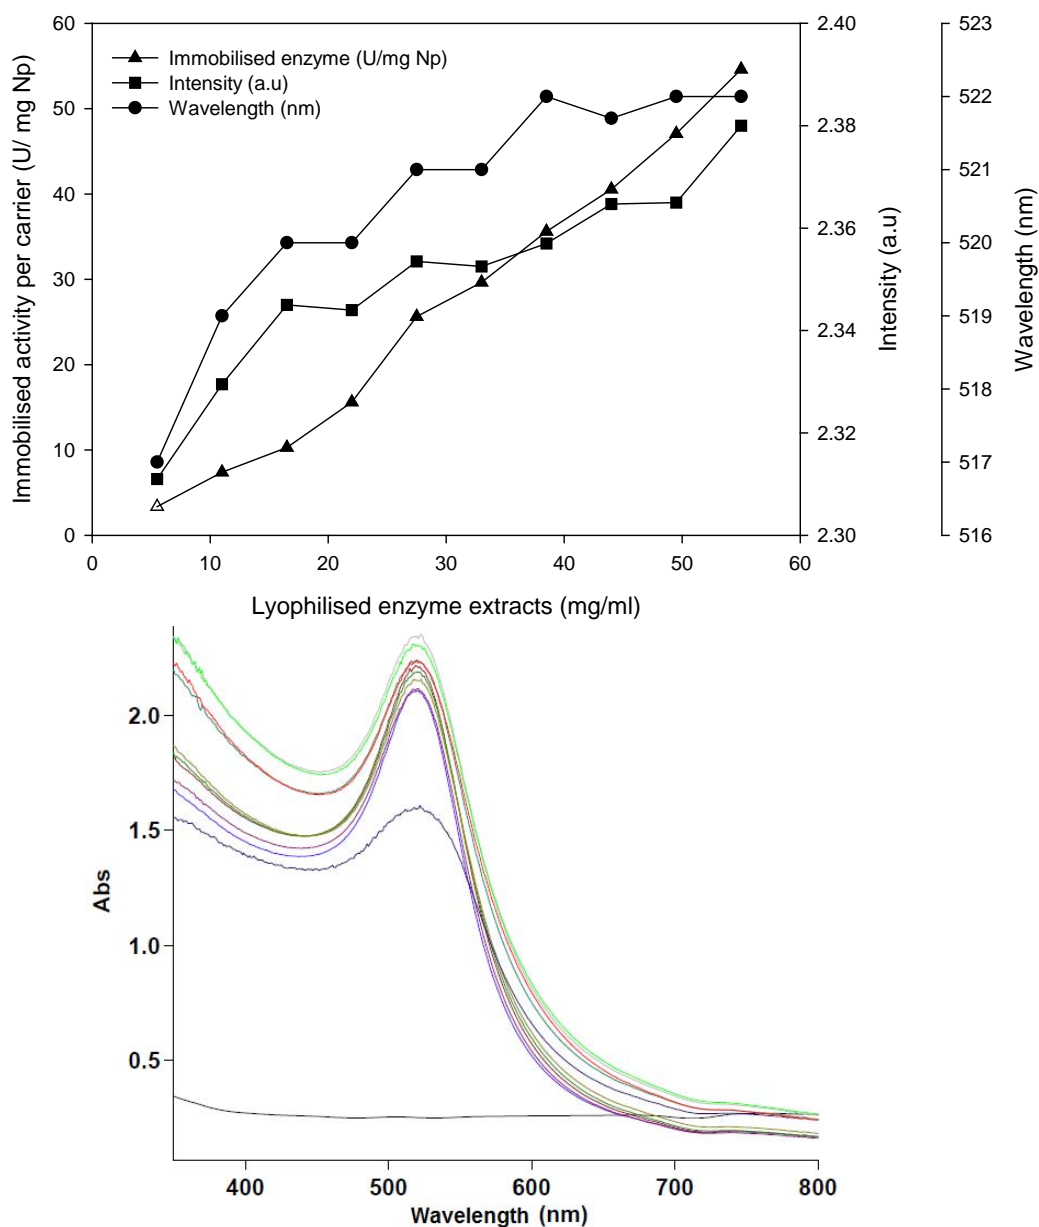 Immobilised activity per carrier (U/ mg Np)
60
50
40
30
20
10
0
Immobilised enzyme (U/mg Np)
Intensity (a.u)
Wavelength (nm)
2.40
2.38
2.36
2.34
2.32
2.30
Intensity (a.u)
523
522
521
520
519
518
517
516
Wavelength (nm)
0 10 20 30 40 50 60
Lyophilised enzyme extracts (mg/ml)
Abs
2.0
1.5
1.0
0.5
400 500 600 700 800
Wavelength (nm)